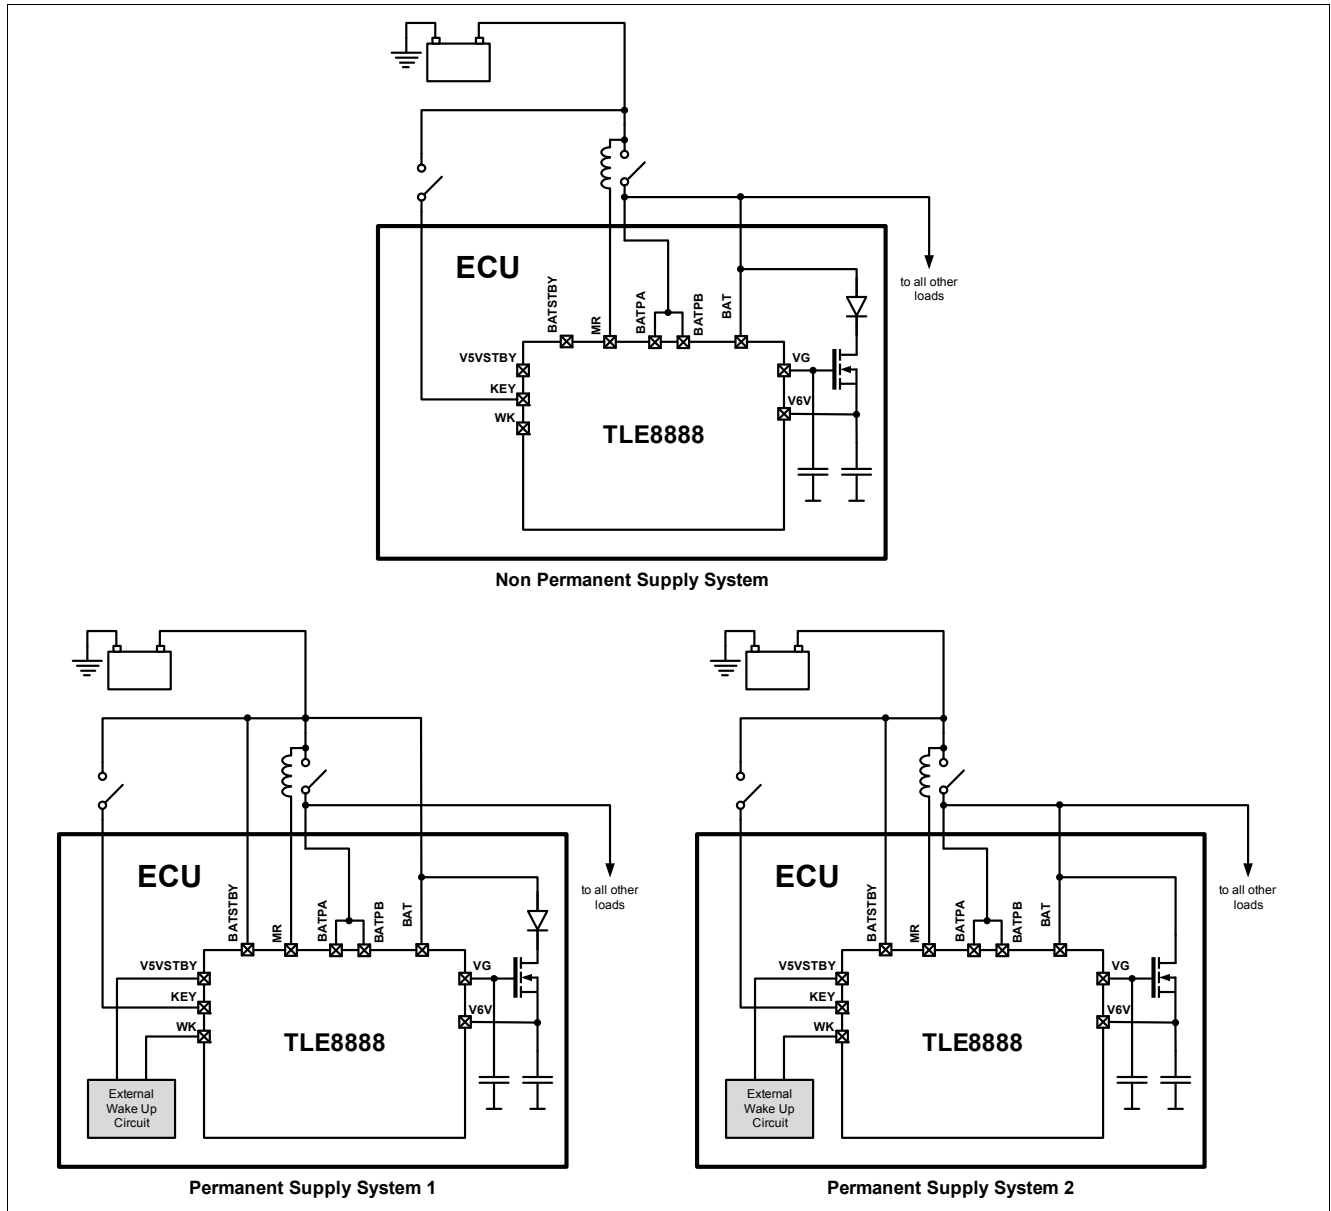 ECU
to all other
loads
BATSTBY
MR
BATPA
BATPB
BAT
V5VSTBY
KEY
WK
VG
V6V
TLE8888
Non Permanent Supply System
ECU
to all other
loads
BATSTBY
MR
BATPA
BATPB
BAT
V5VSTBY
KEY
WK
VG
V6V
TLE8888
External
Wake Up
Circuit
Permanent Supply System 1
ECU
to all other
loads
BATSTBY
MR
BATPA
BATPB
BAT
V5VSTBY
KEY
WK
VG
V6V
TLE8888
External
Wake Up
Circuit
Permanent Supply System 2